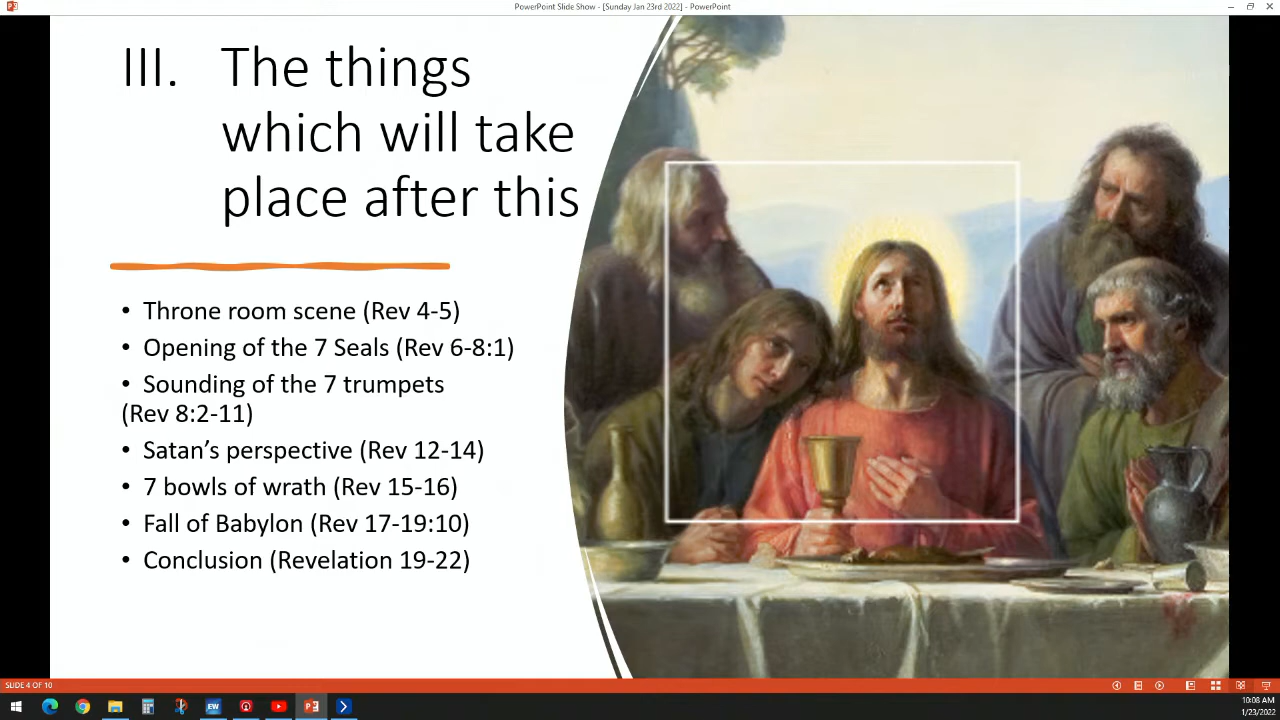 PowerPoint Slide Show - [Sunday Jan 23rd 2022] - PowerPoint
III. The things
which will take
place after this
• Throne room scene (Rev 4-5)
• Opening of the 7 Seals (Rev 6-8:1)
• Sounding of the 7 trumpets
(Rev 8:2-11)
• Satan’s perspective (Rev 12-14)
• 7 bowls of wrath (Rev 15-16)
• Fall of Babylon (Rev 17-19:10)
• Conclusion (Revelation 19-22)
SLIDE 4 OF 10
EW
10:08 AM
1/23/2022